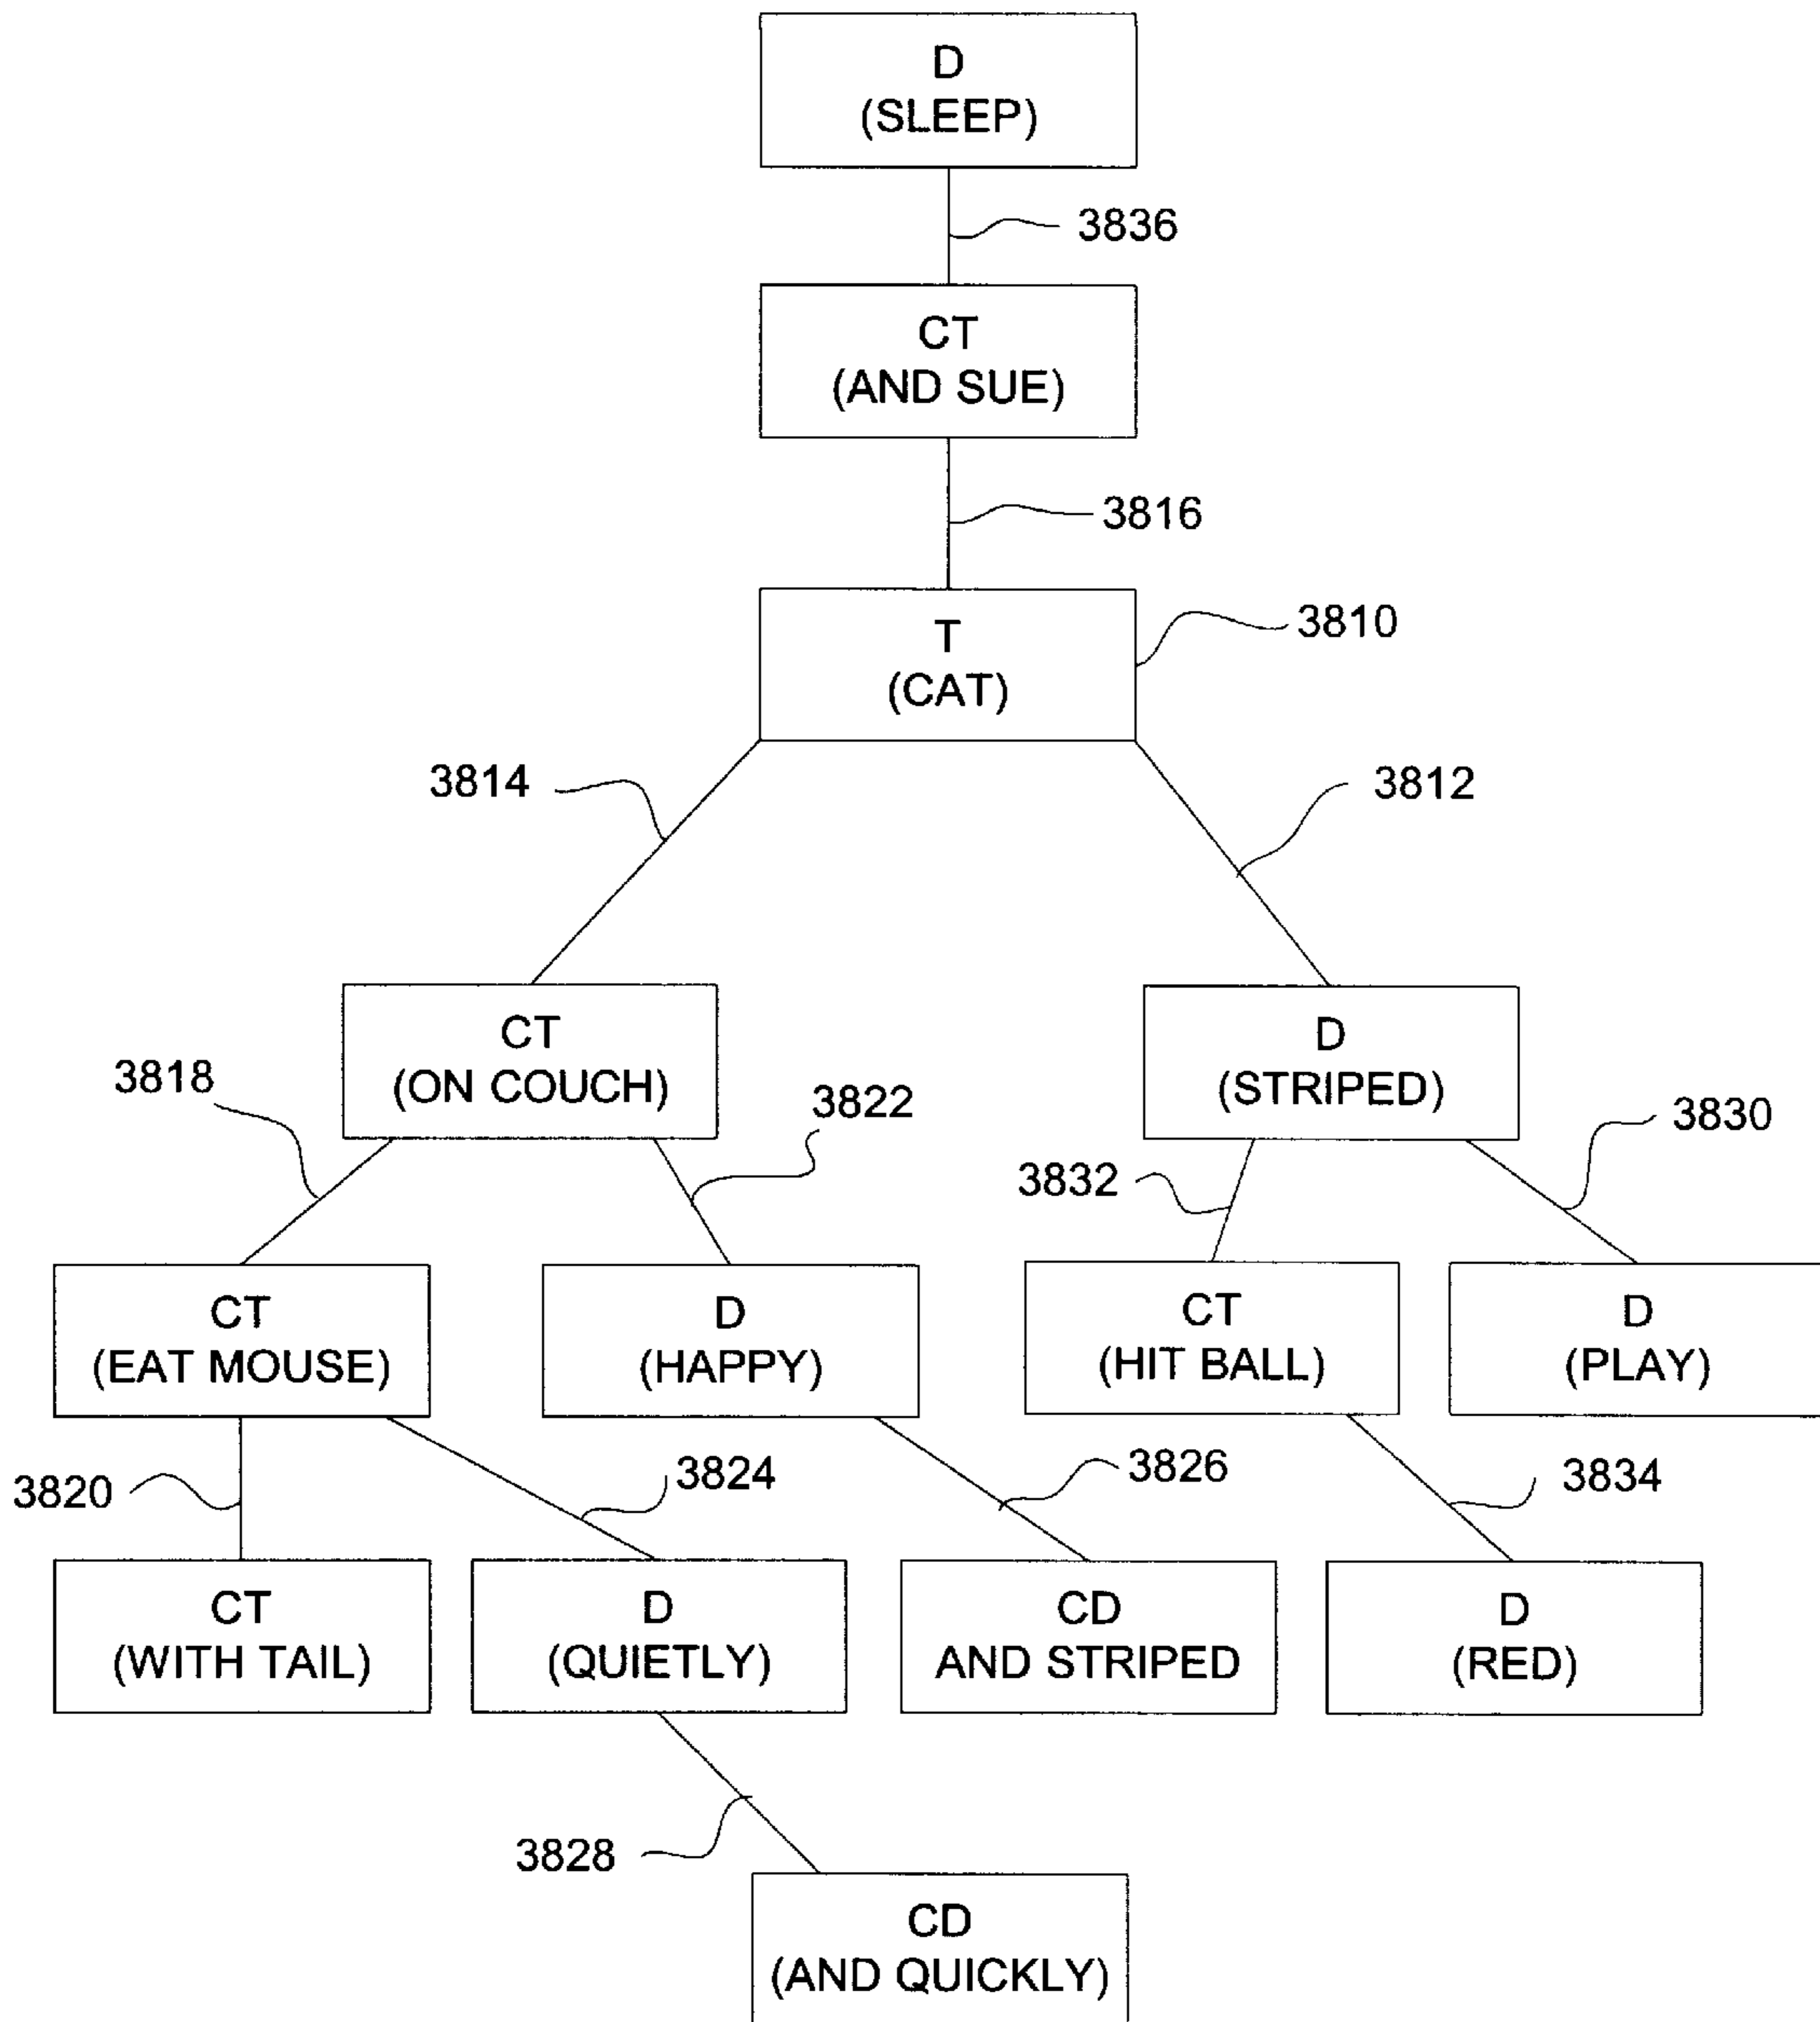 D
(SLEEP)
3836
CT
(AND SUE)
3816
T
(CAT)
3810
3814
3812
CT
(ON COUCH)
D
(STRIPED)
3818
3822
3832
3830
CT
(EAT MOUSE)
D
(HAPPY)
CT
(HIT BALL)
D
(PLAY)
3820
3824
3826
3834
CT
(WITH TAIL)
D
(QUIETLY)
CD
AND STRIPED
D
(RED)
3828
CD
(AND QUICKLY)